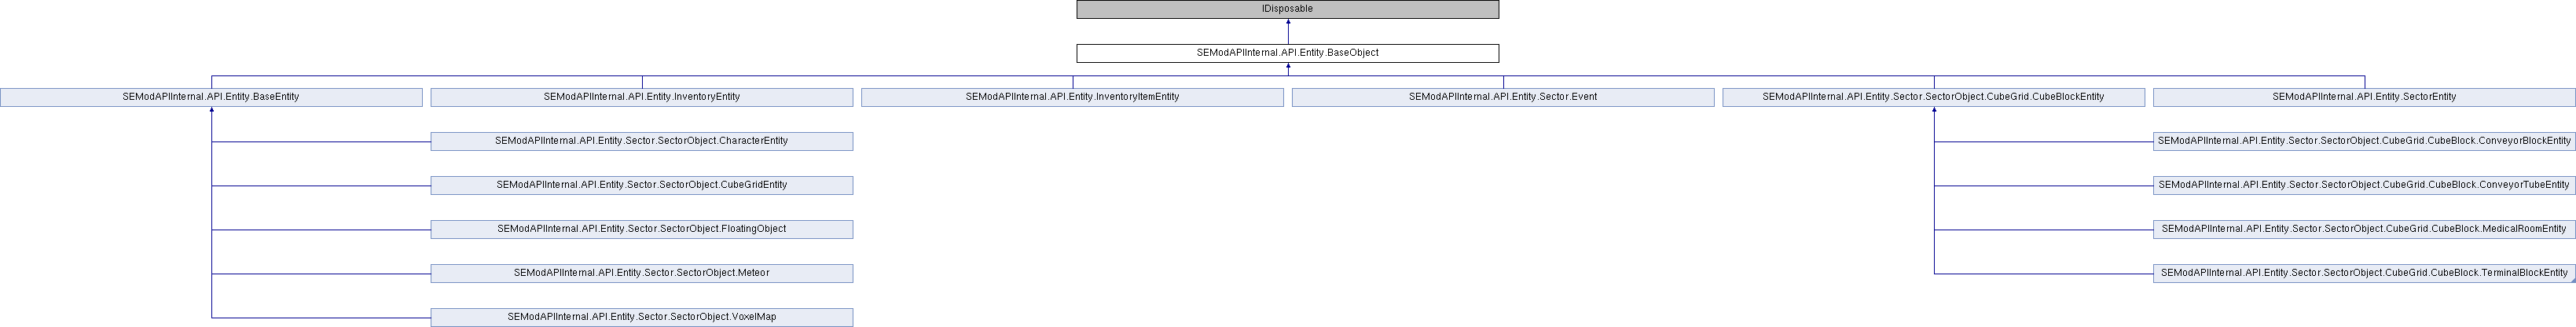 IDisposable
SEModAPIInternal.API.Entity.BaseObject
SEModAPIInternal.API.Entity.BaseEntity
SEModAPIInternal.API.Entity.InventoryEntity
SEModAPIInternal.API.Entity.InventoryItemEntity
SEModAPIInternal.API.Entity.Sector.Event
SEModAPIInternal.API.Entity.Sector.SectorObject.CubeGrid.CubeBlockEntity
SEModAPIInternal.API.Entity.SectorEntity
SEModAPIInternal.API.Entity.Sector.SectorObject.CharacterEntity
SEModAPIInternal.API.Entity.Sector.SectorObject.CubeGrid.CubeBlock.ConveyorBlockEntity
SEModAPIInternal.API.Entity.Sector.SectorObject.CubeGridEntity
SEModAPIInternal.API.Entity.Sector.SectorObject.CubeGrid.CubeBlock.ConveyorTubeEntity
SEModAPIInternal.API.Entity.Sector.SectorObject.FloatingObject
SEModAPIInternal.API.Entity.Sector.SectorObject.CubeGrid.CubeBlock.MedicalRoomEntity
SEModAPIInternal.API.Entity.Sector.SectorObject.Meteor
SEModAPIInternal.API.Entity.Sector.SectorObject.CubeGrid.CubeBlock.TerminalBlockEntity
SEModAPIInternal.API.Entity.Sector.SectorObject.VoxelMap